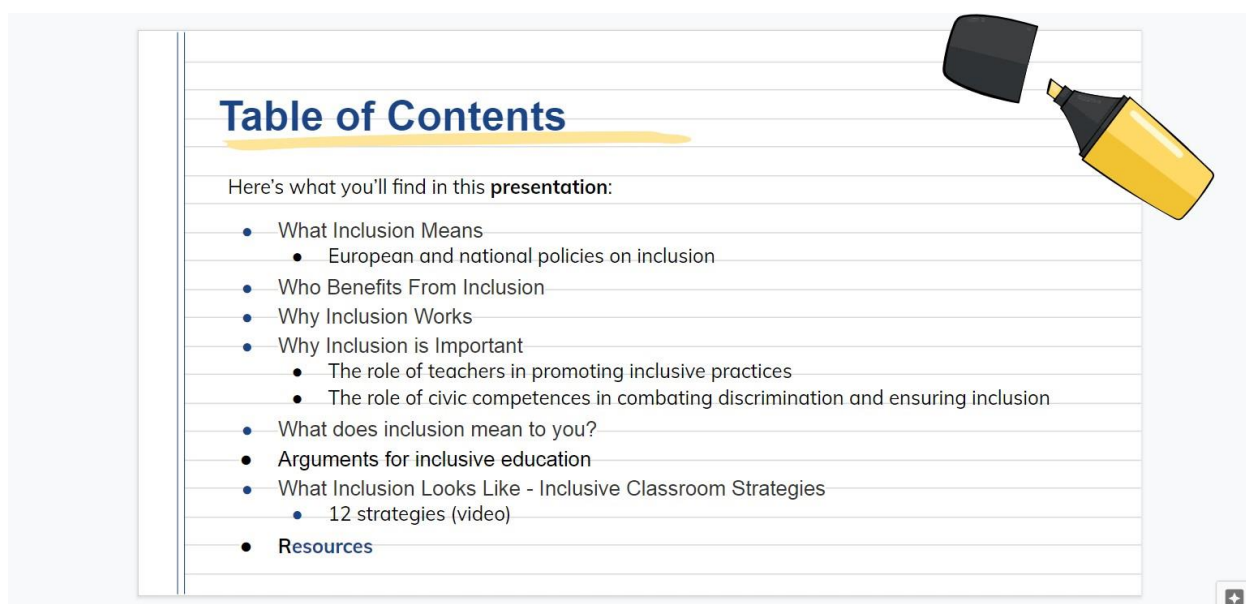 Table of Contents
Here's what you'll find in this presentation:
● What Inclusion Means
● European and national policies on inclusion
● Who Benefits From Inclusion
● Why Inclusion Works
● Why Inclusion is Important
● The role of teachers in promoting inclusive practices
● The role of civic competences in combating discrimination and ensuring inclusion
● What does inclusion mean to you?
● Arguments for inclusive education
● What Inclusion Looks Like - Inclusive Classroom Strategies
● 12 strategies (video)
● Resources